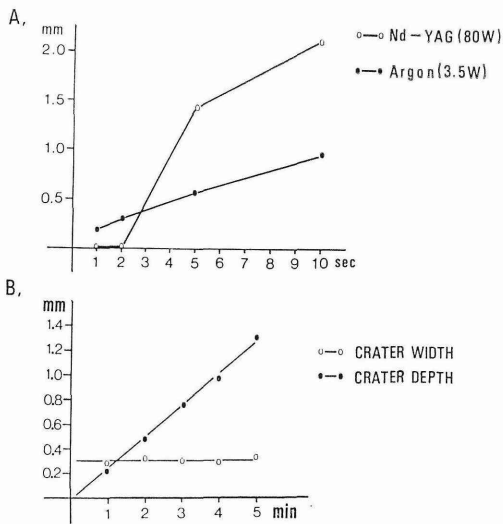 A,
mm
2.0
1.5
1.0
0.5
1 2 3 4 5 6 7 8 9 10 sec
o—o Nd-YAG (80W)
•—• Argon (3.5W)
B,
mm
1.4
1.2
1.0
0.8
0.6
0.4
0.2
1 2 3 4 5 min
o—o CRATER WIDTH
•—• CRATER DEPTH